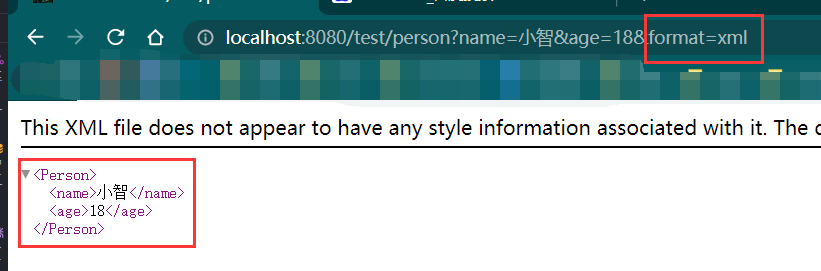 localhost:8080/test/person?name=小智&age=18&format=xml
This XML file does not appear to have any style information associated with it. The
<Person>
<name>小智</name>
<age>18</age>
</Person>